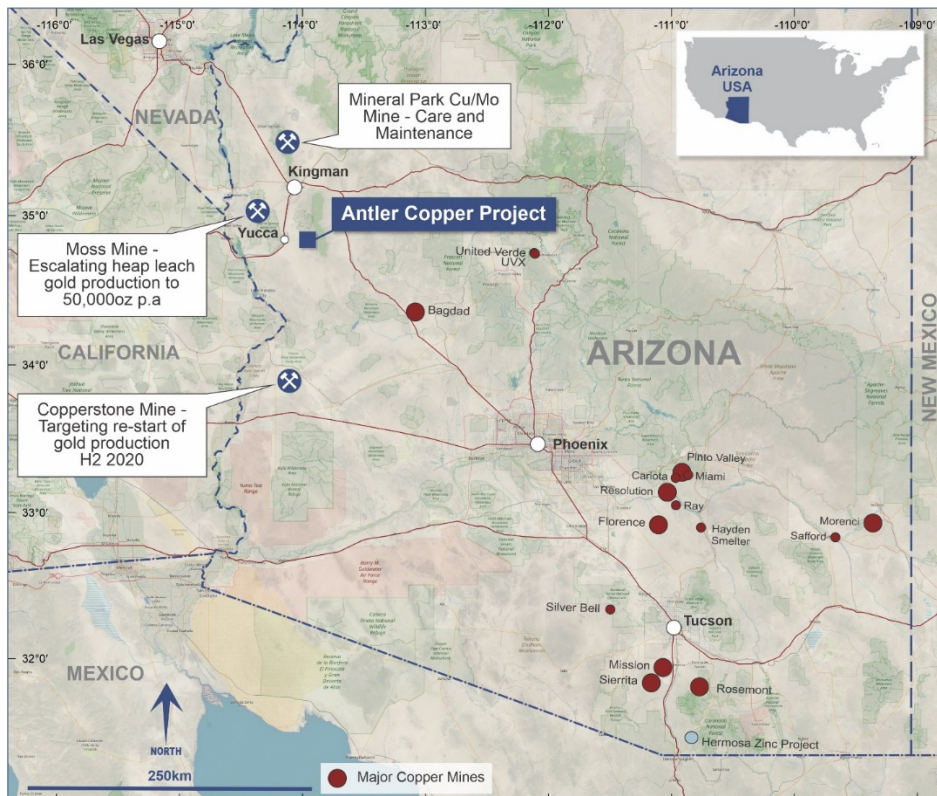 -116°0'
-115°0'
-114°0'
-113°0'
-112°0'
-111°0'
-110°0'
-109°0'
36°0'
35°0'
34°0'
33°0'
32°0'
Las Vegas
NEVADA
Mineral Park Cu/Mo
Mine - Care and
Maintenance
Arizona
USA
Kingman
Antler Copper Project
Yucca
Moss Mine -
Escalating heap leach
gold production to
50,000oz p.a
United Verde
UVX
Bagdad
CALIFORNIA
ARIZONA
NEW MEXICO
Copperstone Mine -
Targeting re-start of
gold production
H2 2020
Phoenix
Pinto Valley
Cariota
Miami
Resolution
Ray
Florence
Hayden
Smelter
Morenci
Safford
Silver Bell
Tucson
MEXICO
Mission
Sierrita
Rosemont
Hermosa Zinc Project
NORTH
250km
Major Copper Mines